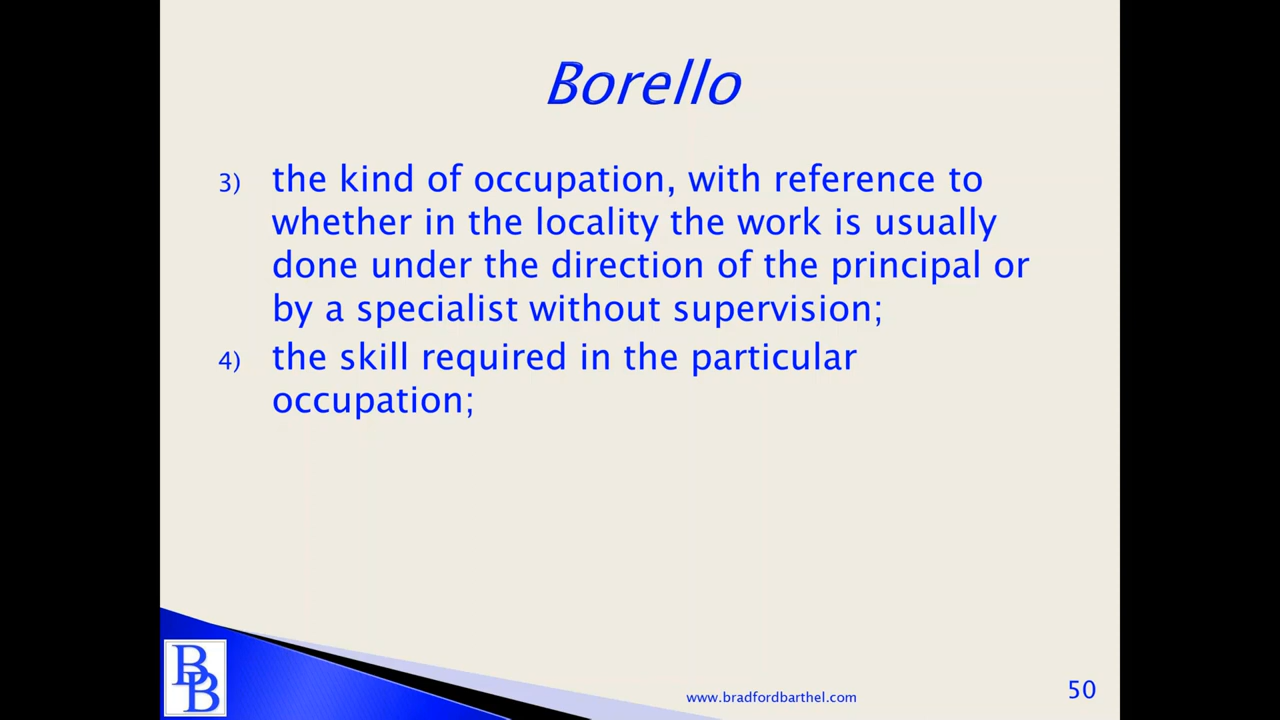 Borello
3) the kind of occupation, with reference to
whether in the locality the work is usually
done under the direction of the principal or
by a specialist without supervision;
4) the skill required in the particular
occupation;
BB
www.bradfordbarthel.com
50